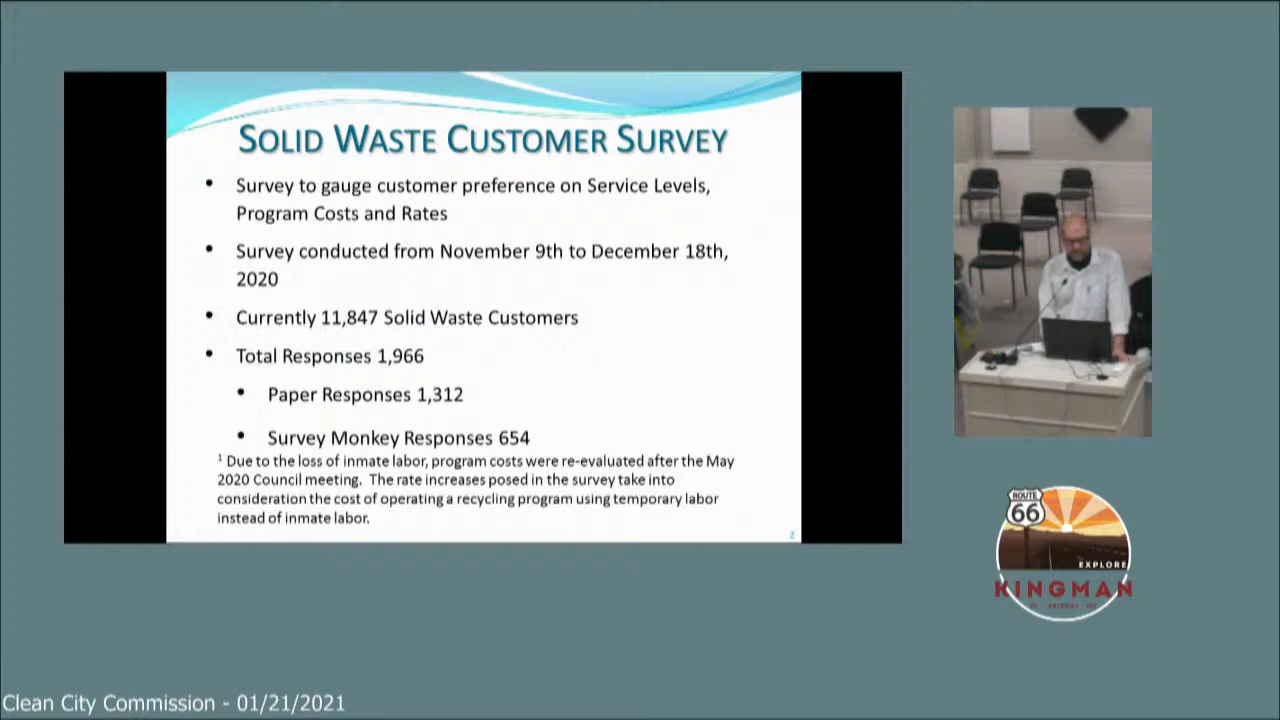 SOLID WASTE CUSTOMER SURVEY
• Survey to gauge customer preference on Service Levels,
Program Costs and Rates
• Survey conducted from November 9th to December 18th,
2020
• Currently 11,847 Solid Waste Customers
• Total Responses 1,966
• Paper Responses 1,312
• Survey Monkey Responses 654
¹ Due to the loss of inmate labor, program costs were re-evaluated after the May
2020 Council meeting. The rate increases posed in the survey take into
consideration the cost of operating a recycling program using temporary labor
instead of inmate labor.
2
ROUTE
66
EXPLORE
KINGMAN
ARIZONA
Clean City Commission - 01/21/2021